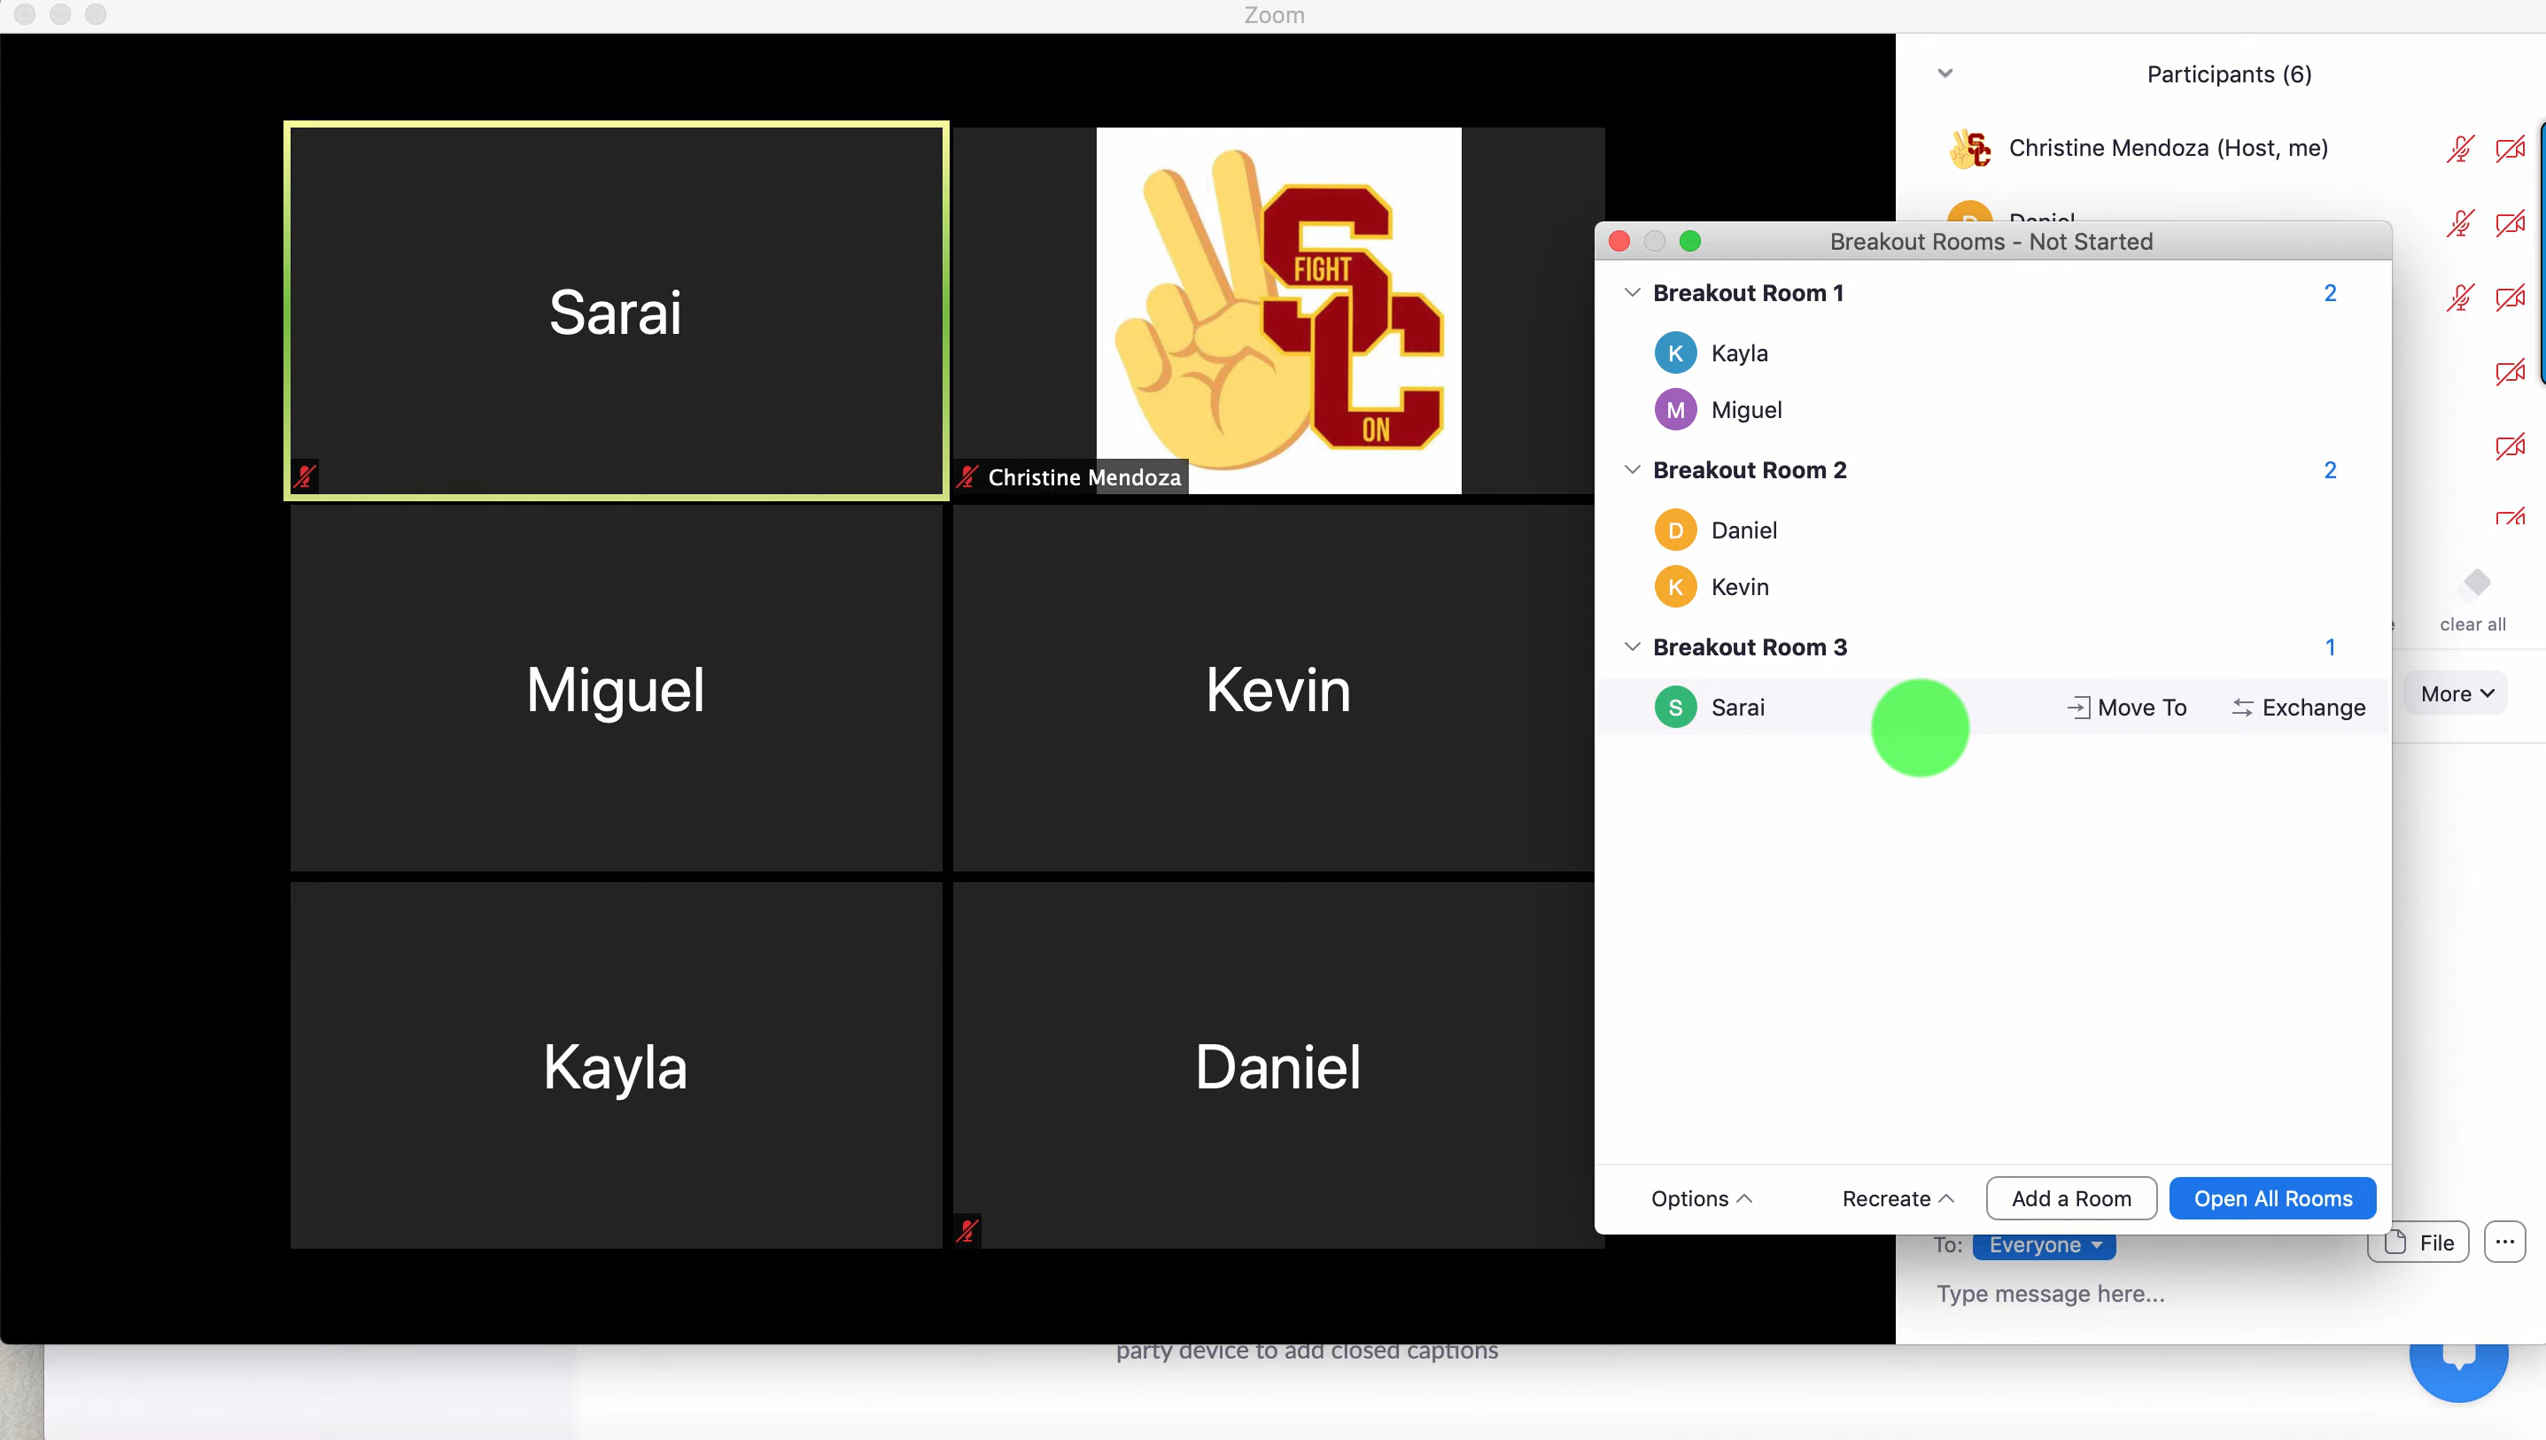 Zoom
Sarai
FIGHT
SC
ON
Christine Mendoza
Miguel
Kevin
Kayla
Daniel
Participants (6)
SC
Christine Mendoza (Host, me)
D Daniel
Breakout Rooms - Not Started
Breakout Room 1 2
K Kayla
M Miguel
Breakout Room 2 2
D Daniel
K Kevin
Breakout Room 3 1
S Sarai Move To Exchange
Options Recreate Add a Room Open All Rooms
clear all
More
To: Everyone File ...
Type message here...
party device to add closed captions